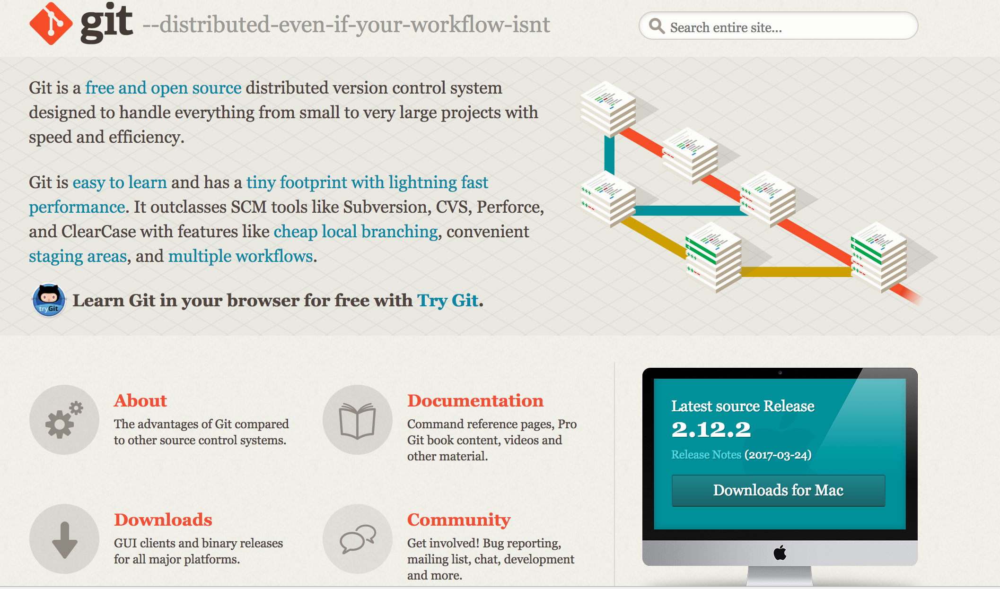 git --distributed-even-if-your-workflow-isnt
Search entire site...
Git is a free and open source distributed version control system
designed to handle everything from small to very large projects with
speed and efficiency.
Git is easy to learn and has a tiny footprint with lightning fast
performance. It outclasses SCM tools like Subversion, CVS, Perforce,
and ClearCase with features like cheap local branching, convenient
staging areas, and multiple workflows.
tryGit
Learn Git in your browser for free with Try Git.
About
The advantages of Git compared
to other source control systems.
Documentation
Command reference pages, Pro
Git book content, videos and
other material.
Downloads
GUI clients and binary releases
for all major platforms.
Community
Get involved! Bug reporting,
mailing list, chat, development
and more.
Latest source Release
2.12.2
Release Notes (2017-03-24)
Downloads for Mac